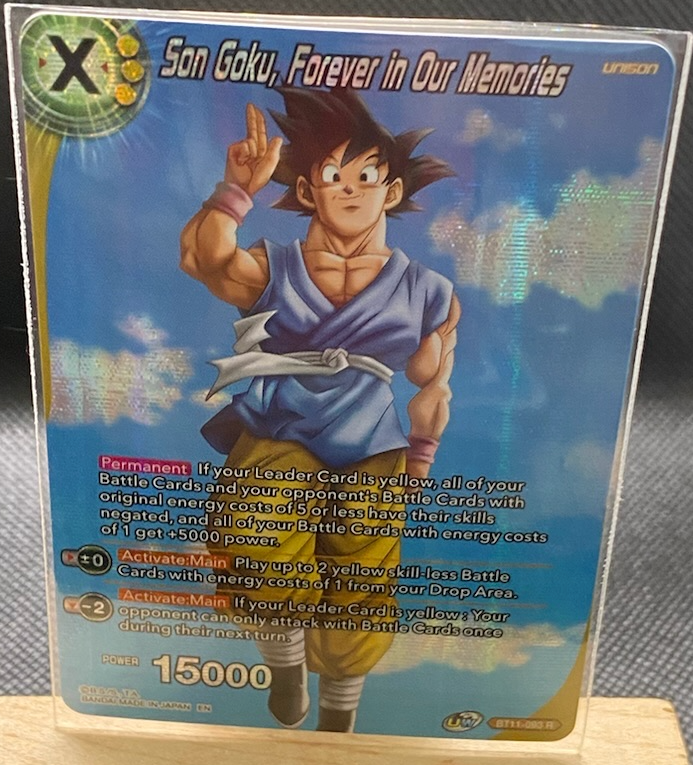 X
Son Goku, Forever in Our Memories
UNISON
Permanent If your Leader Card is yellow, all of your
Battle Cards and your opponent's Battle Cards with
original energy costs of 5 or less have their skills
negated, and all of your Battle Cards with energy costs
of 1 get +5000 power.
±0 Activate:Main Play up to 2 yellow skill-less Battle
Cards with energy costs of 1 from your Drop Area.
-2 Activate:Main If your Leader Card is yellow: Your
opponent can only attack with Battle Cards once
during their next turn.
POWER 15000
©B.S./S., T.A.
BANDAI MADE IN JAPAN EN
UW BT11-093 R